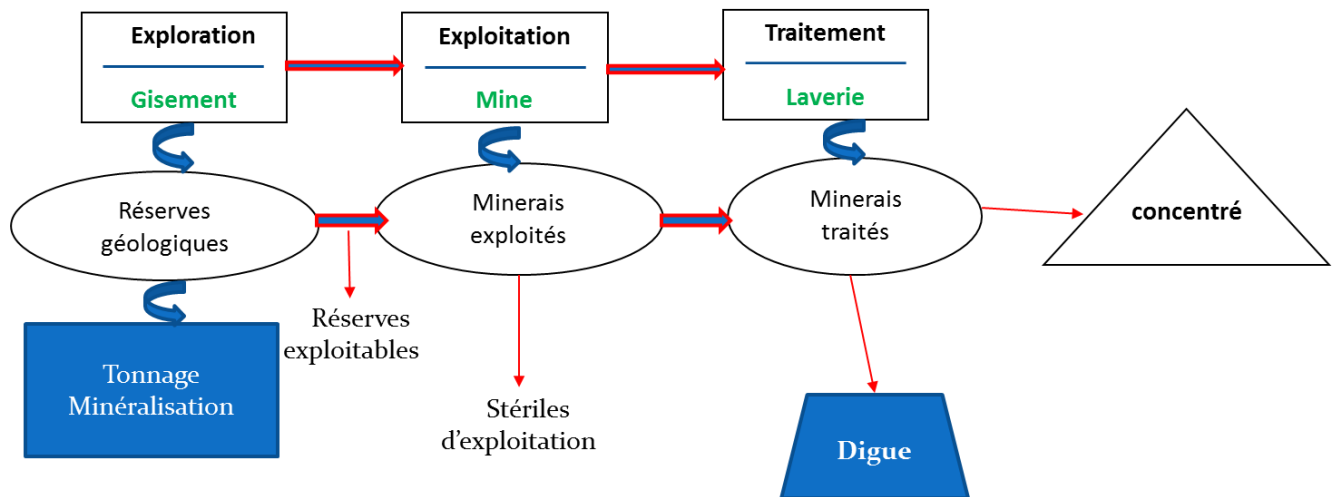 Exploration
Gisement
Exploitation
Mine
Traitement
Laverie
Réserves
géologiques
Minerais
exploités
Minerais
traités
concentré
Réserves
exploitables
Tonnage
Minéralisation
Stériles
d’exploitation
Digue